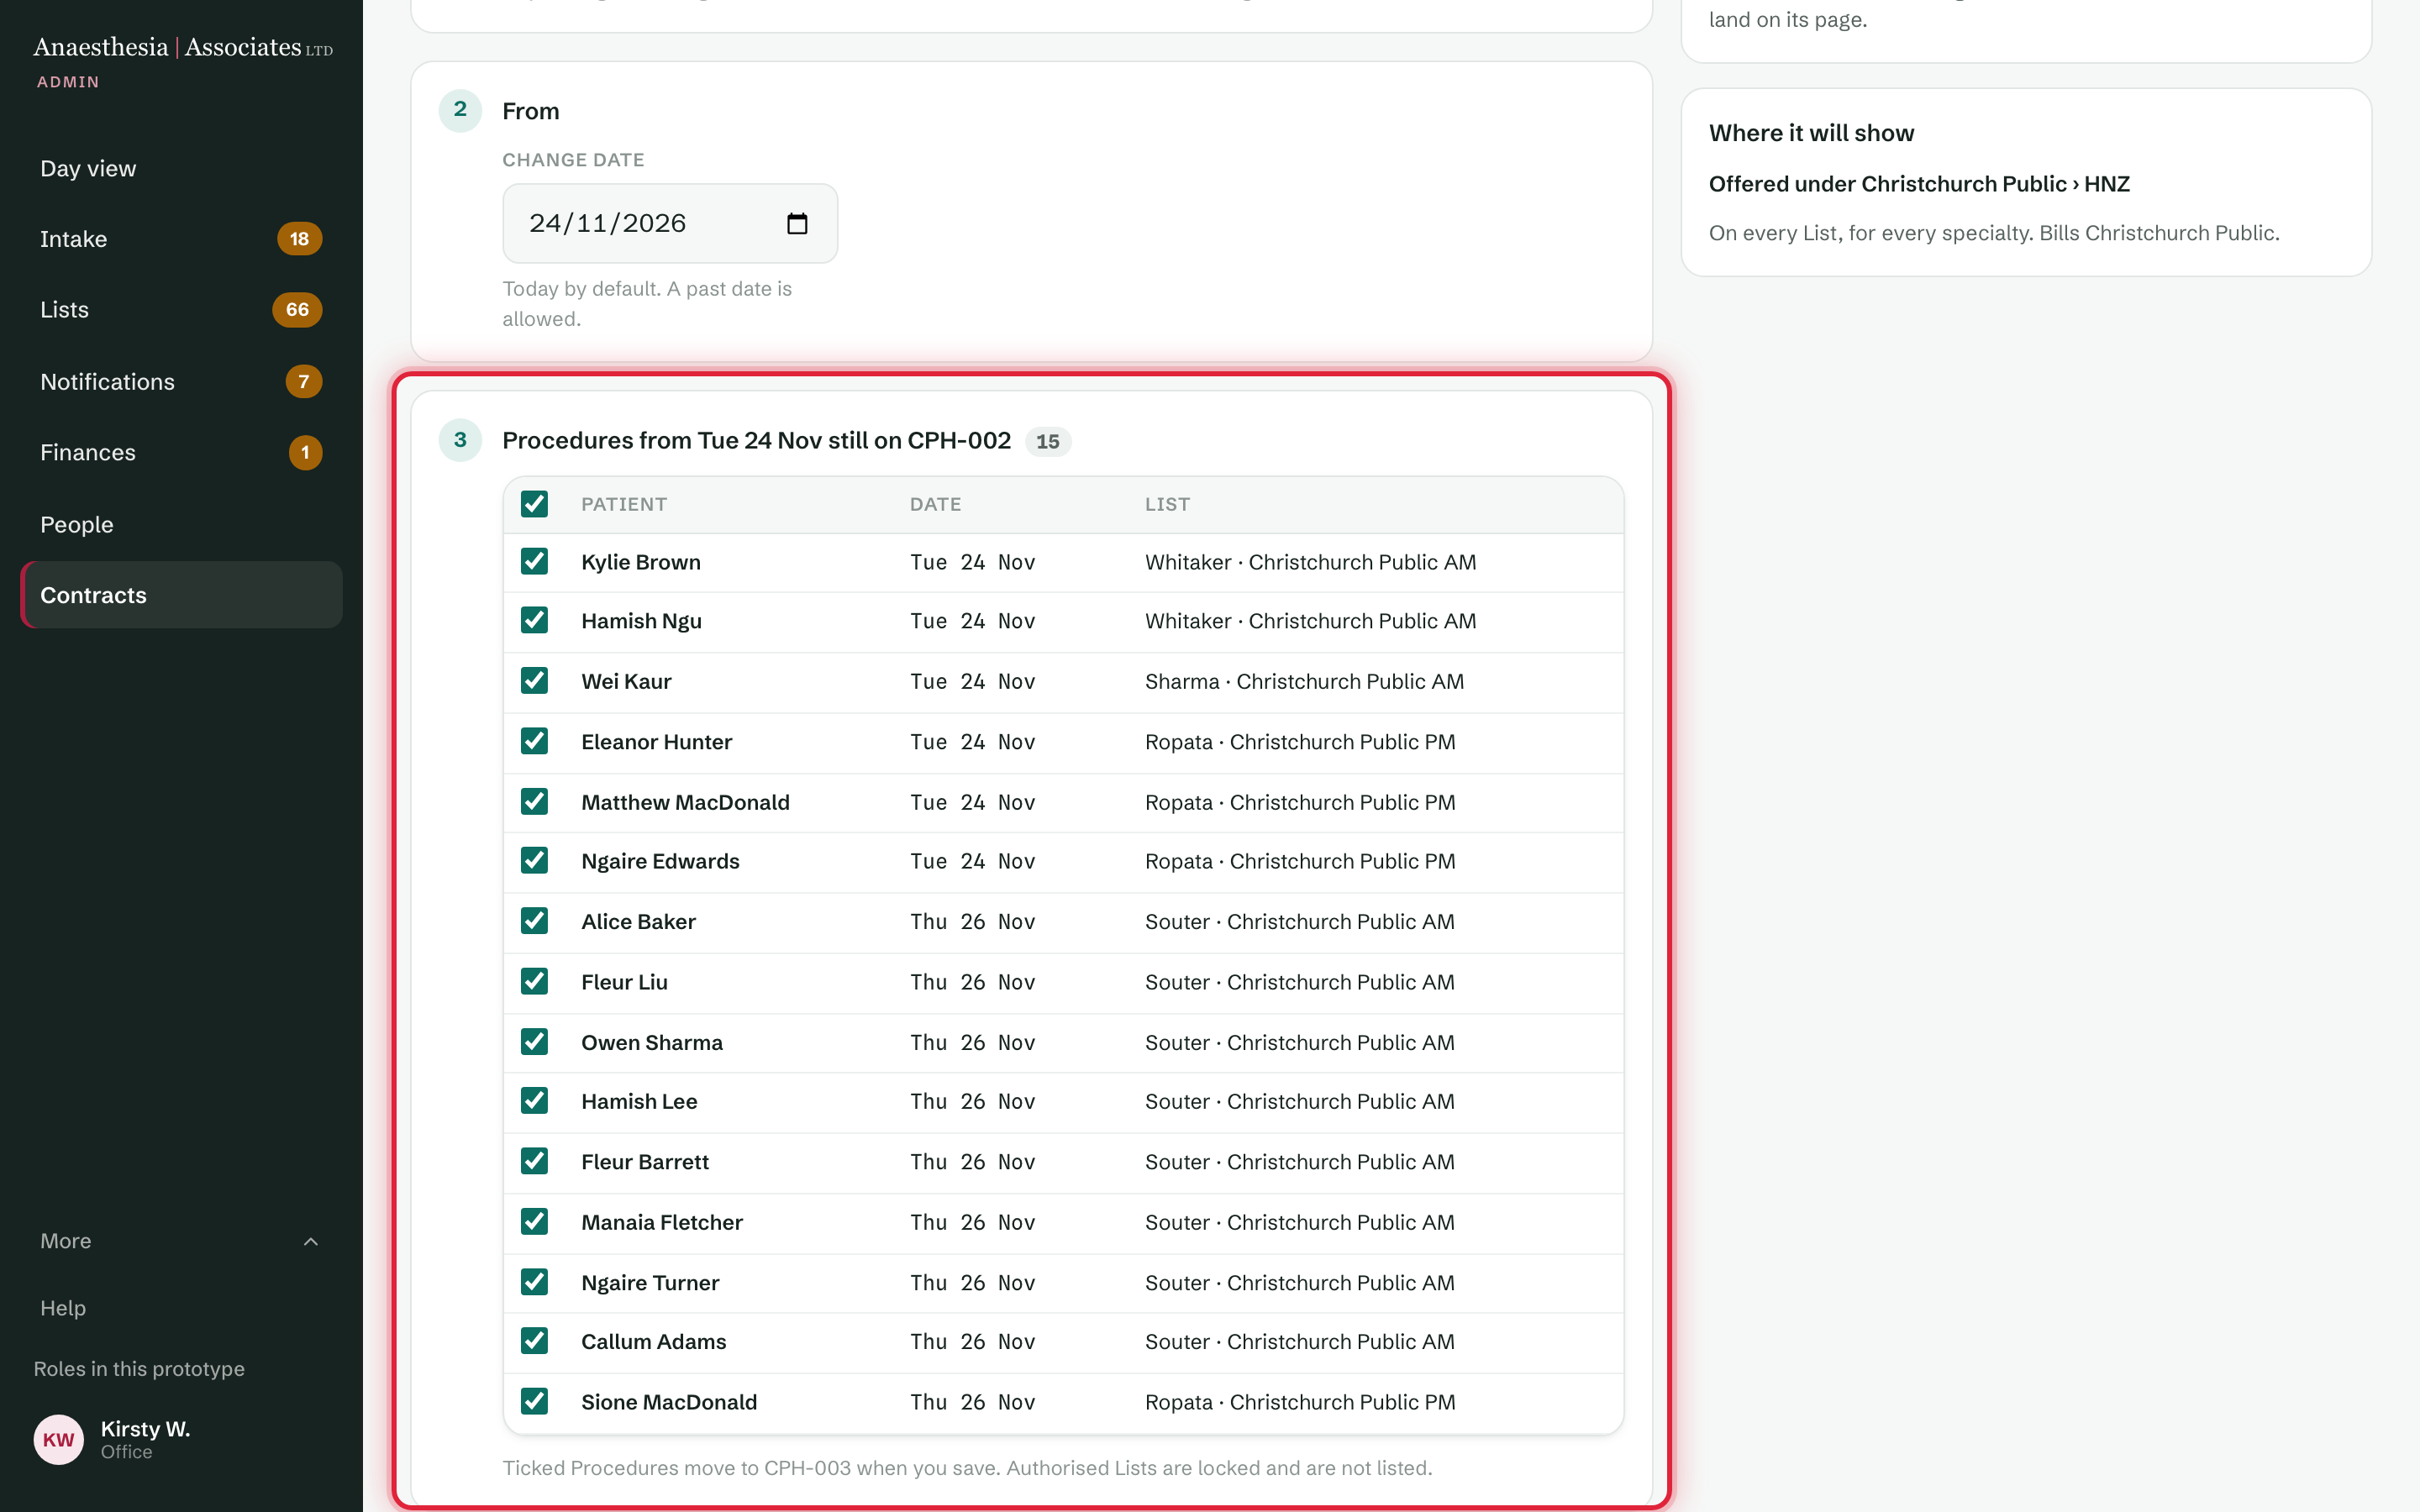 Anaesthesia | Associates LTD
ADMIN
Day view
Intake 18
Lists 66
Notifications 7
Finances 1
People
Contracts
More
Help
Roles in this prototype
KW
Kirsty W.
Office
2 From
CHANGE DATE
24/11/2026
Today by default. A past date is
allowed.
3 Procedures from Tue 24 Nov still on CPH-002 15
PATIENT DATE LIST
Kylie Brown Tue 24 Nov Whitaker · Christchurch Public AM
Hamish Ngu Tue 24 Nov Whitaker · Christchurch Public AM
Wei Kaur Tue 24 Nov Sharma · Christchurch Public AM
Eleanor Hunter Tue 24 Nov Ropata · Christchurch Public PM
Matthew MacDonald Tue 24 Nov Ropata · Christchurch Public PM
Ngaire Edwards Tue 24 Nov Ropata · Christchurch Public PM
Alice Baker Thu 26 Nov Souter · Christchurch Public AM
Fleur Liu Thu 26 Nov Souter · Christchurch Public AM
Owen Sharma Thu 26 Nov Souter · Christchurch Public AM
Hamish Lee Thu 26 Nov Souter · Christchurch Public AM
Fleur Barrett Thu 26 Nov Souter · Christchurch Public AM
Manaia Fletcher Thu 26 Nov Souter · Christchurch Public AM
Ngaire Turner Thu 26 Nov Souter · Christchurch Public AM
Callum Adams Thu 26 Nov Souter · Christchurch Public AM
Sione MacDonald Thu 26 Nov Ropata · Christchurch Public PM
Ticked Procedures move to CPH-003 when you save. Authorised Lists are locked and are not listed.
land on its page.
Where it will show
Offered under Christchurch Public › HNZ
On every List, for every specialty. Bills Christchurch Public.